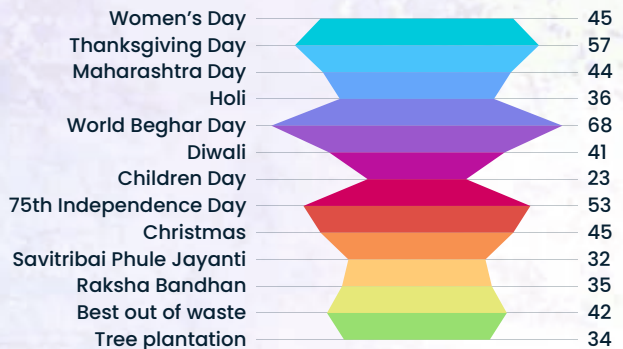 Women's Day 45
Thanksgiving Day 57
Maharashtra Day 44
Holi 36
World Beghar Day 68
Diwali 41
Children Day 23
75th Independence Day 53
Christmas 45
Savitribai Phule Jayanti 32
Raksha Bandhan 35
Best out of waste 42
Tree plantation 34